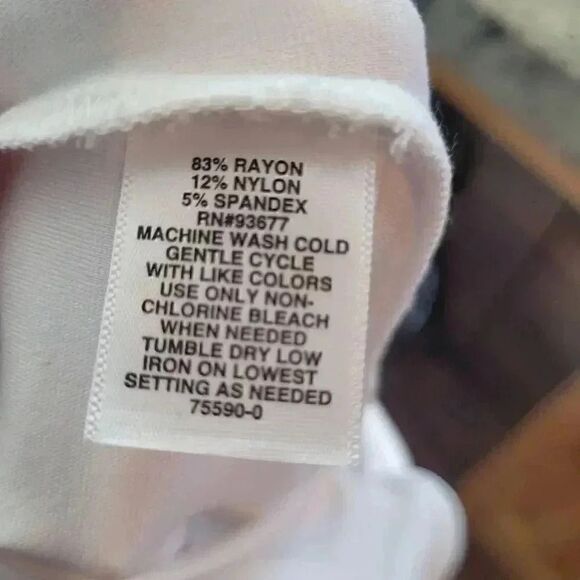 83% RAYON
12% NYLON
5% SPANDEX
RN#93677
MACHINE WASH COLD
GENTLE CYCLE
WITH LIKE COLORS
USE ONLY NON-
CHLORINE BLEACH
WHEN NEEDED
TUMBLE DRY LOW
IRON ON LOWEST
SETTING AS NEEDED
75590-0